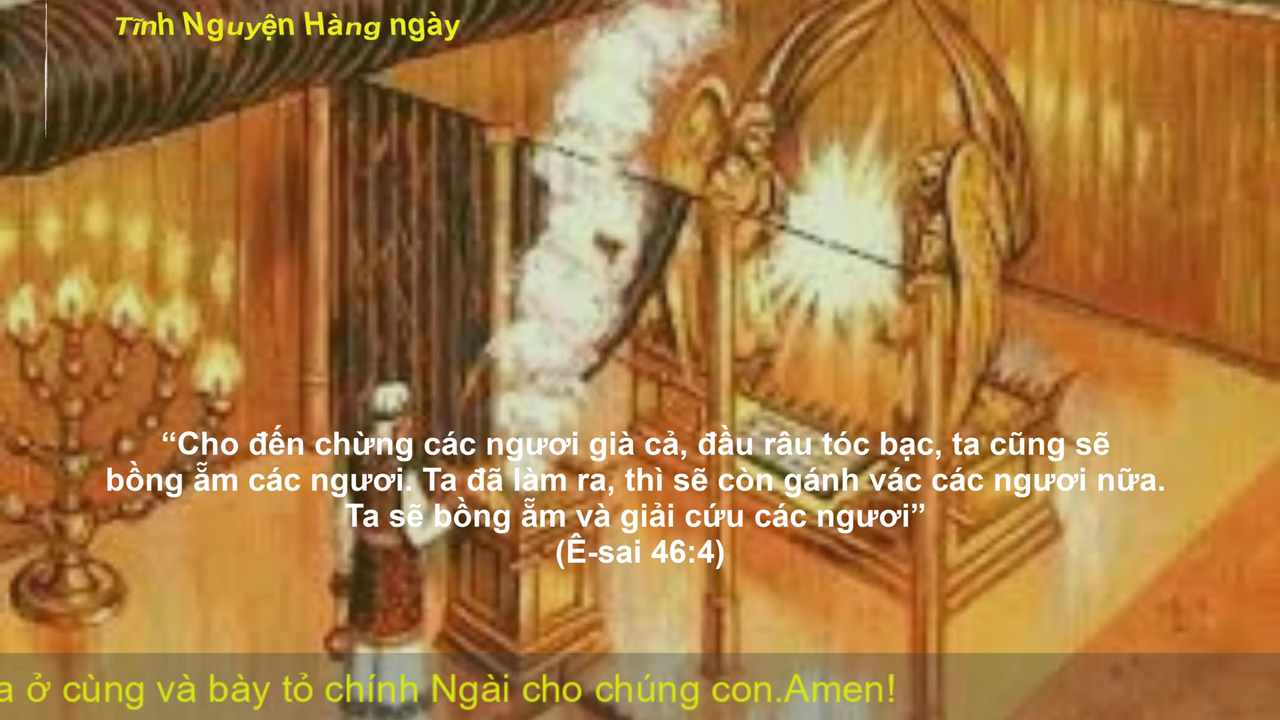 Tĩnh Nguyện Hàng ngày
“Cho đến chừng các ngươi già cả, đầu râu tóc bạc, ta cũng sẽ
bồng ẵm các ngươi. Ta đã làm ra, thì sẽ còn gánh vác các ngươi nữa.
Ta sẽ bồng ẵm và giải cứu các ngươi”
(Ê-sai 46:4)
a ở cùng và bày tỏ chính Ngài cho chúng con.Amen!